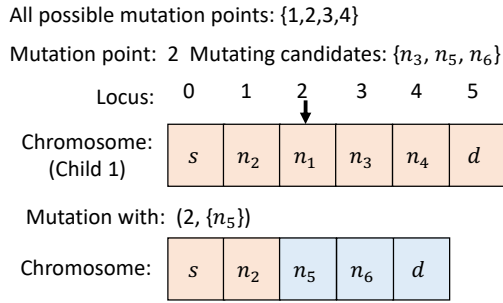 All possible mutation points: {1,2,3,4}
Mutation point: 2 Mutating candidates: {n₃, n₅, n₆}
Locus: 0 1 2 3 4 5
Chromosome: (Child 1) s n₂ n₁ n₃ n₄ d
Mutation with: (2, {n₅})
Chromosome: s n₂ n₅ n₆ d